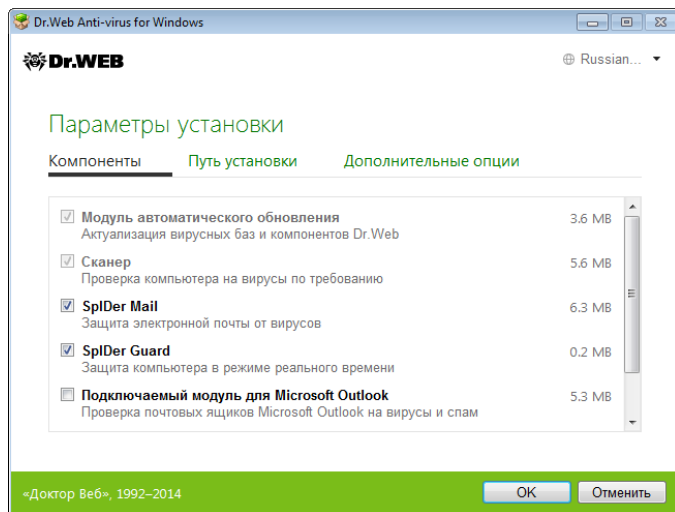 Dr.Web Anti-virus for Windows
Dr.WEB
Russian...
Параметры установки
Компоненты Путь установки Дополнительные опции
Модуль автоматического обновления 3.6 MB
Актуализация вирусных баз и компонентов Dr.Web
Сканер 5.6 MB
Проверка компьютера на вирусы по требованию
SpIDer Mail 6.3 MB
Защита электронной почты от вирусов
SpIDer Guard 0.2 MB
Защита компьютера в режиме реального времени
Подключаемый модуль для Microsoft Outlook 5.3 MB
Проверка почтовых ящиков Microsoft Outlook на вирусы и спам
«Доктор Веб», 1992–2014 OK Отменить